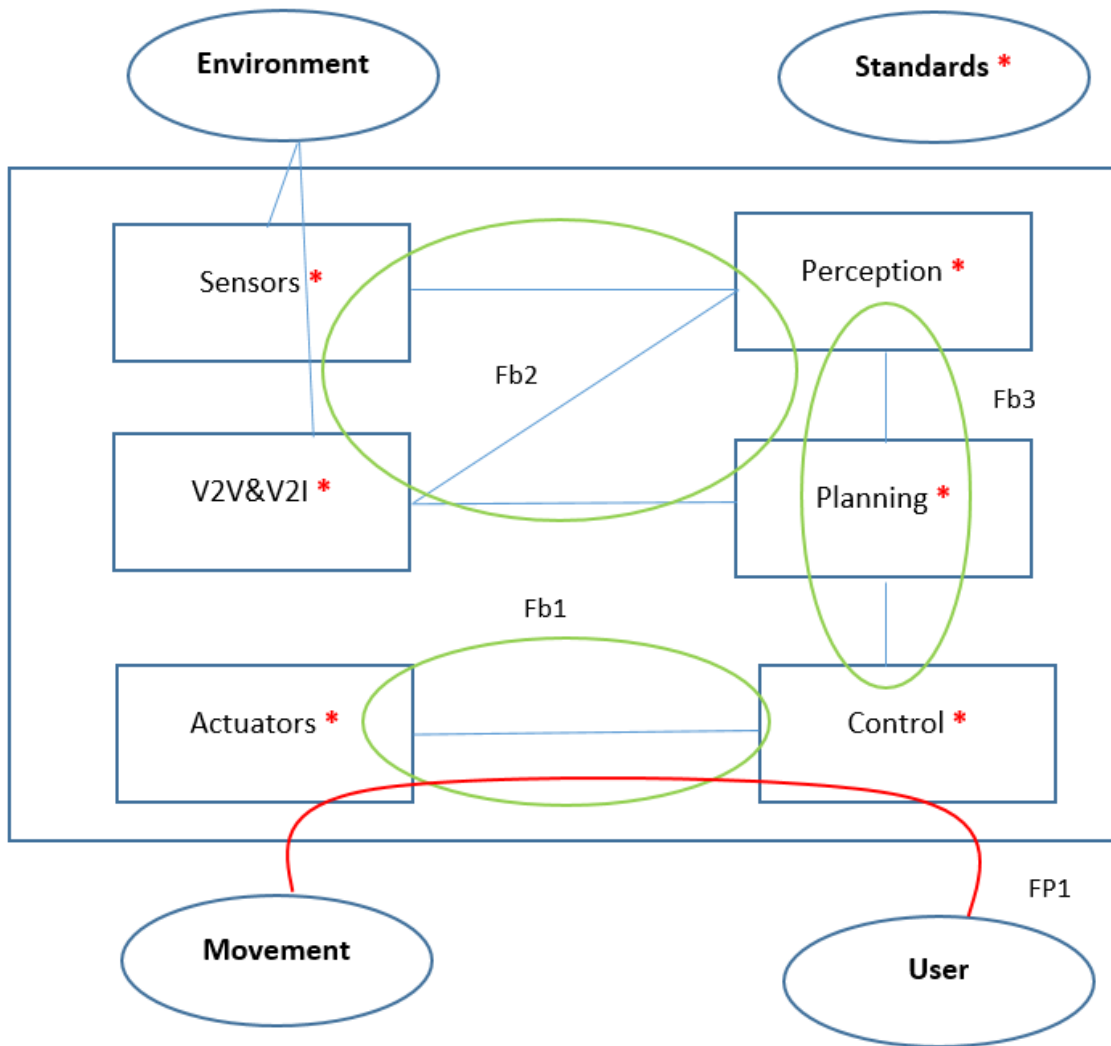 Environment
Standards *
Sensors *
Perception *
Fb2
Fb3
V2V&V2I *
Planning *
Fb1
Actuators *
Control *
FP1
Movement
User